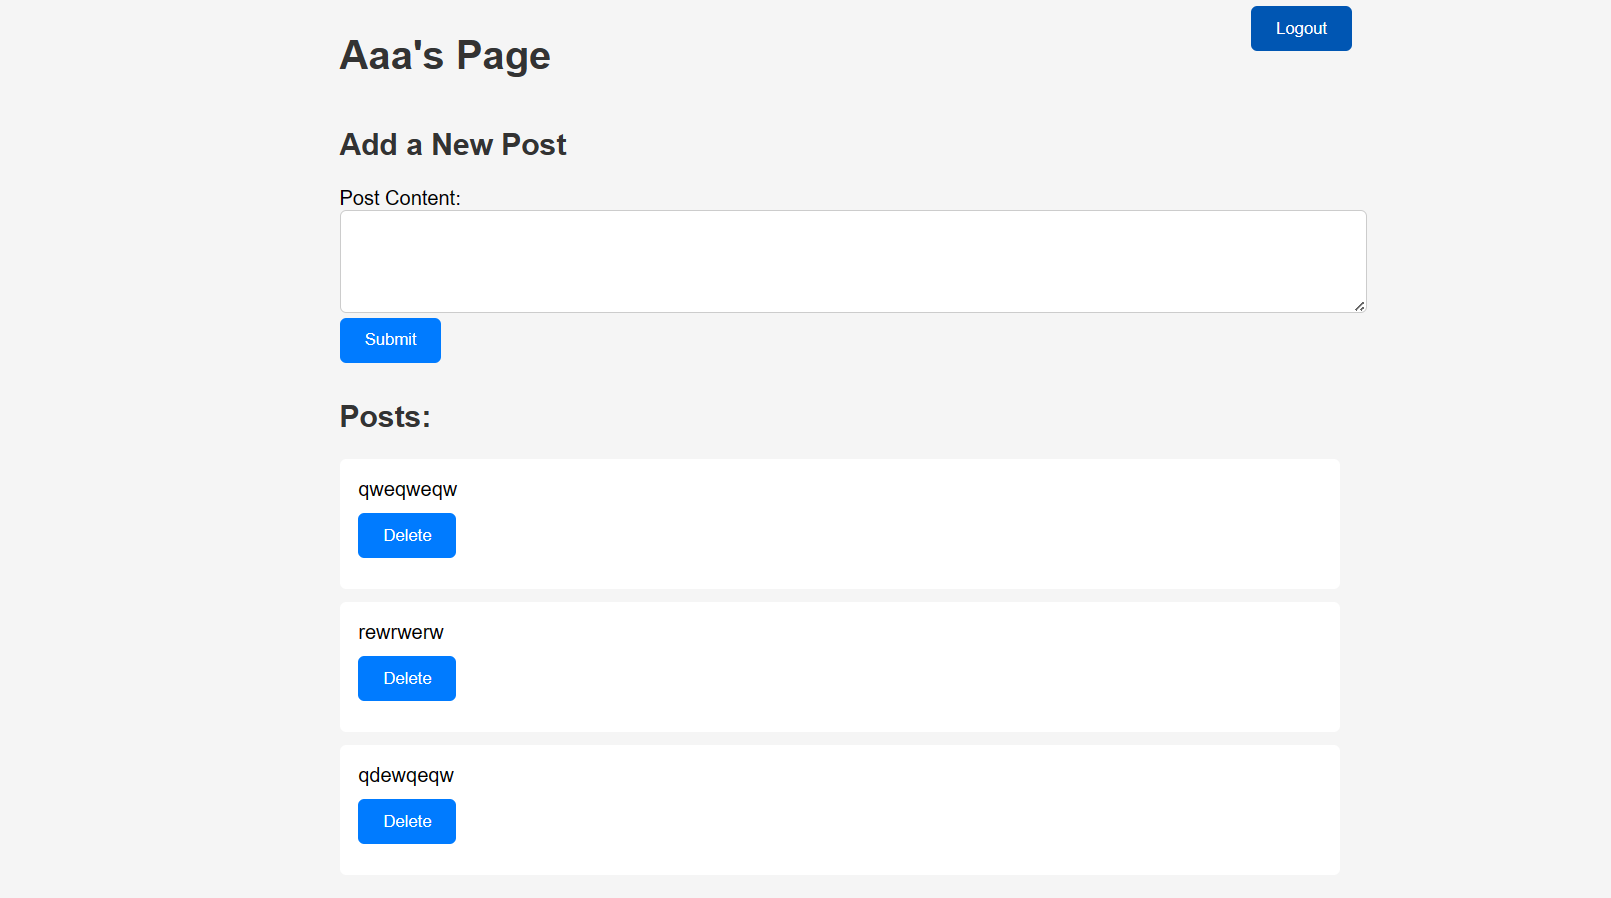 Logout
Aaa's Page
Add a New Post
Post Content:
Submit
Posts:
qweqweqw
Delete
rewrwerw
Delete
qdewqeqw
Delete